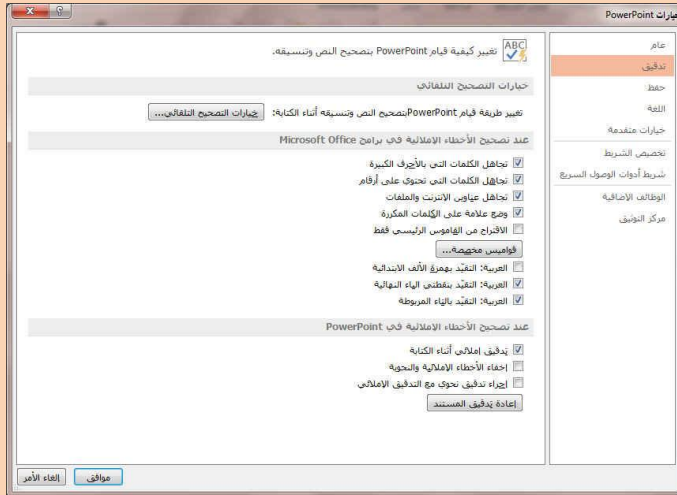 خيارات PowerPoint
عام
تدقيق
حفظ
اللغة
خيارات متقدمة
تخصيص الشريط
شريط أدوات الوصول السريع
الوظائف الإضافية
مركز التوثيق
ABC
تغيير كيفية قيام PowerPoint بتصحيح النص وتنسيقه.
خيارات التصحيح التلقائي
تغيير طريقة قيام PowerPointبتصحيح النص وتنسيقه أثناء الكتابة: خيارات التصحيح التلقائي...
عند تصحيح الأخطاء الإملائية في برامج Microsoft Office
تجاهل الكلمات التي بالأحرف الكبيرة
تجاهل الكلمات التي تحتوي على أرقام
تجاهل عناوين الإنترنت والملفات
وضع علامة على الكلمات المكررة
الاقتراح من القاموس الرئيسي فقط
قواميس مخصصة...
العربية: التقيّد بهمزة الألف الابتدائية
العربية: التقيّد بنقطتي الياء النهائية
العربية: التقيّد بالتاء المربوطة
عند تصحيح الأخطاء الإملائية في PowerPoint
تدقيق إملائي أثناء الكتابة
إخفاء الأخطاء الإملائية والنحوية
إجراء تدقيق نحوي مع التدقيق الإملائي
إعادة تدقيق المستند
موافق
إلغاء الأمر